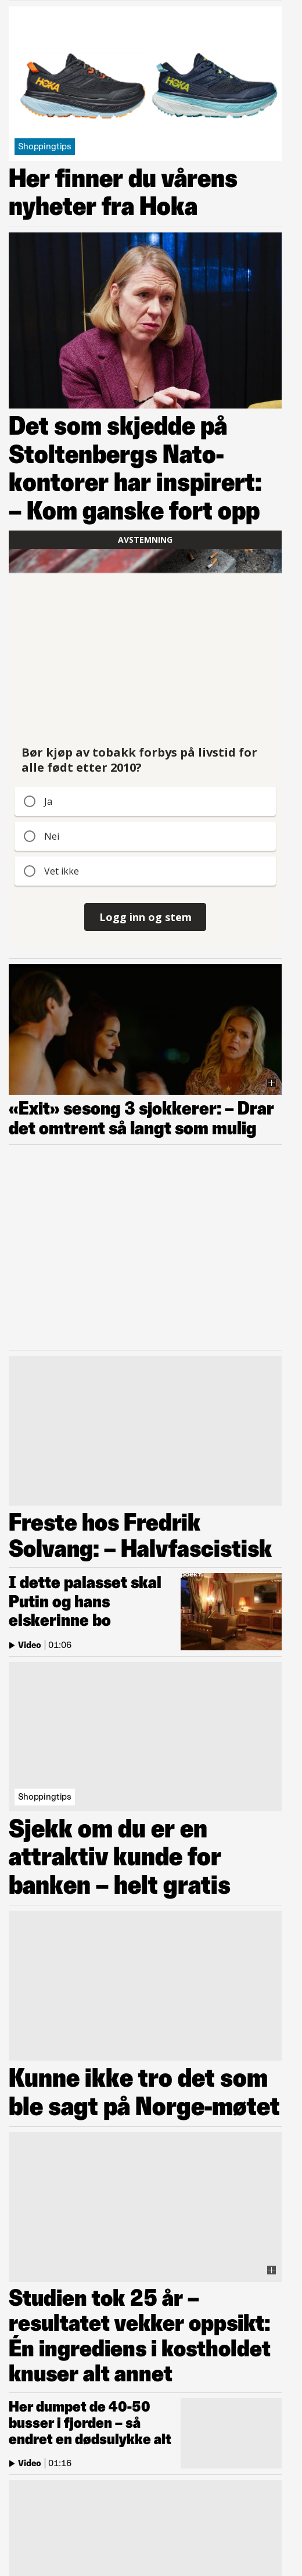 HOKA
HOKA
Shoppingtips
Her finner du vårens
nyheter fra Hoka
Det som skjedde på
Stoltenbergs Nato-
kontorer har inspirert:
– Kom ganske fort opp
AVSTEMNING
Bør kjøp av tobakk forbys på livstid for
alle født etter 2010?
Ja
Nei
Vet ikke
Logg inn og stem
«Exit» sesong 3 sjokkerer: – Drar
det omtrent så langt som mulig
Freste hos Fredrik
Solvang: – Halvfascistisk
I dette palasset skal
Putin og hans
elskerinne bo
Video | 01:06
Shoppingtips
Sjekk om du er en
attraktiv kunde for
banken – helt gratis
Kunne ikke tro det som
ble sagt på Norge-møtet
Studien tok 25 år –
resultatet vekker oppsikt:
Én ingrediens i kostholdet
knuser alt annet
Her dumpet de 40-50
busser i fjorden – så
endret en dødsulykke alt
Video | 01:16